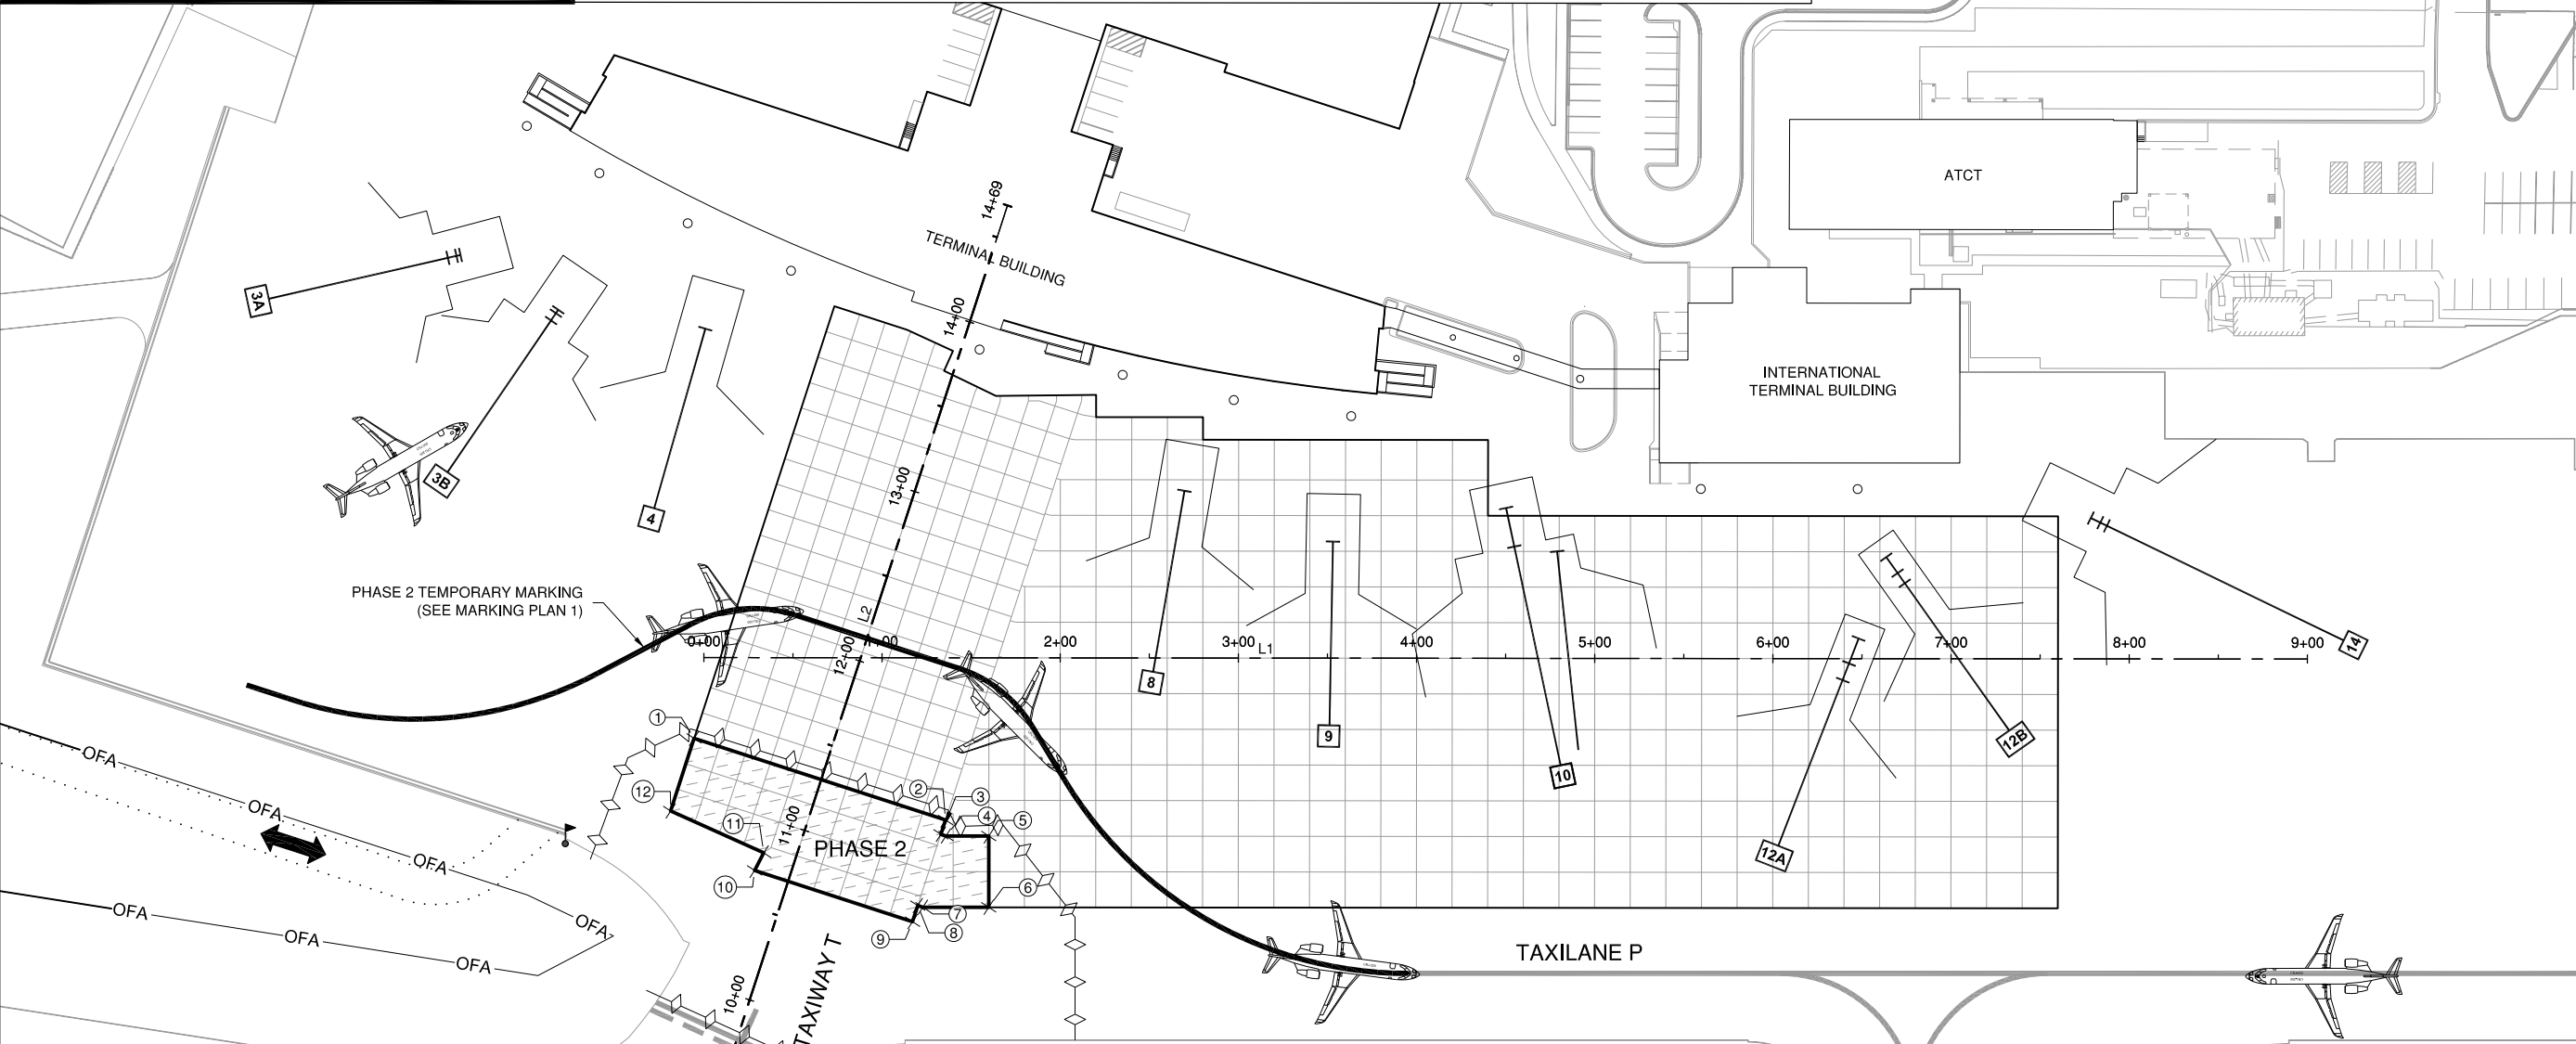 14+69
ATCT
TERMINAL BUILDING
3A
14+00
INTERNATIONAL
TERMINAL BUILDING
3B
13+00
4
PHASE 2 TEMPORARY MARKING
(SEE MARKING PLAN 1)
L2
0+00
12+00
2+00
3+00
L1
4+00
5+00
6+00
7+00
8+00
9+00
14
8
9
10
12B
12A
1
OFA
OFA
OFA
12
2
3
4
5
11
11+00
PHASE 2
10
6
7
8
9
OFA
OFA
OFA
OFA
TAXILANE P
10+00
TAXIWAY T